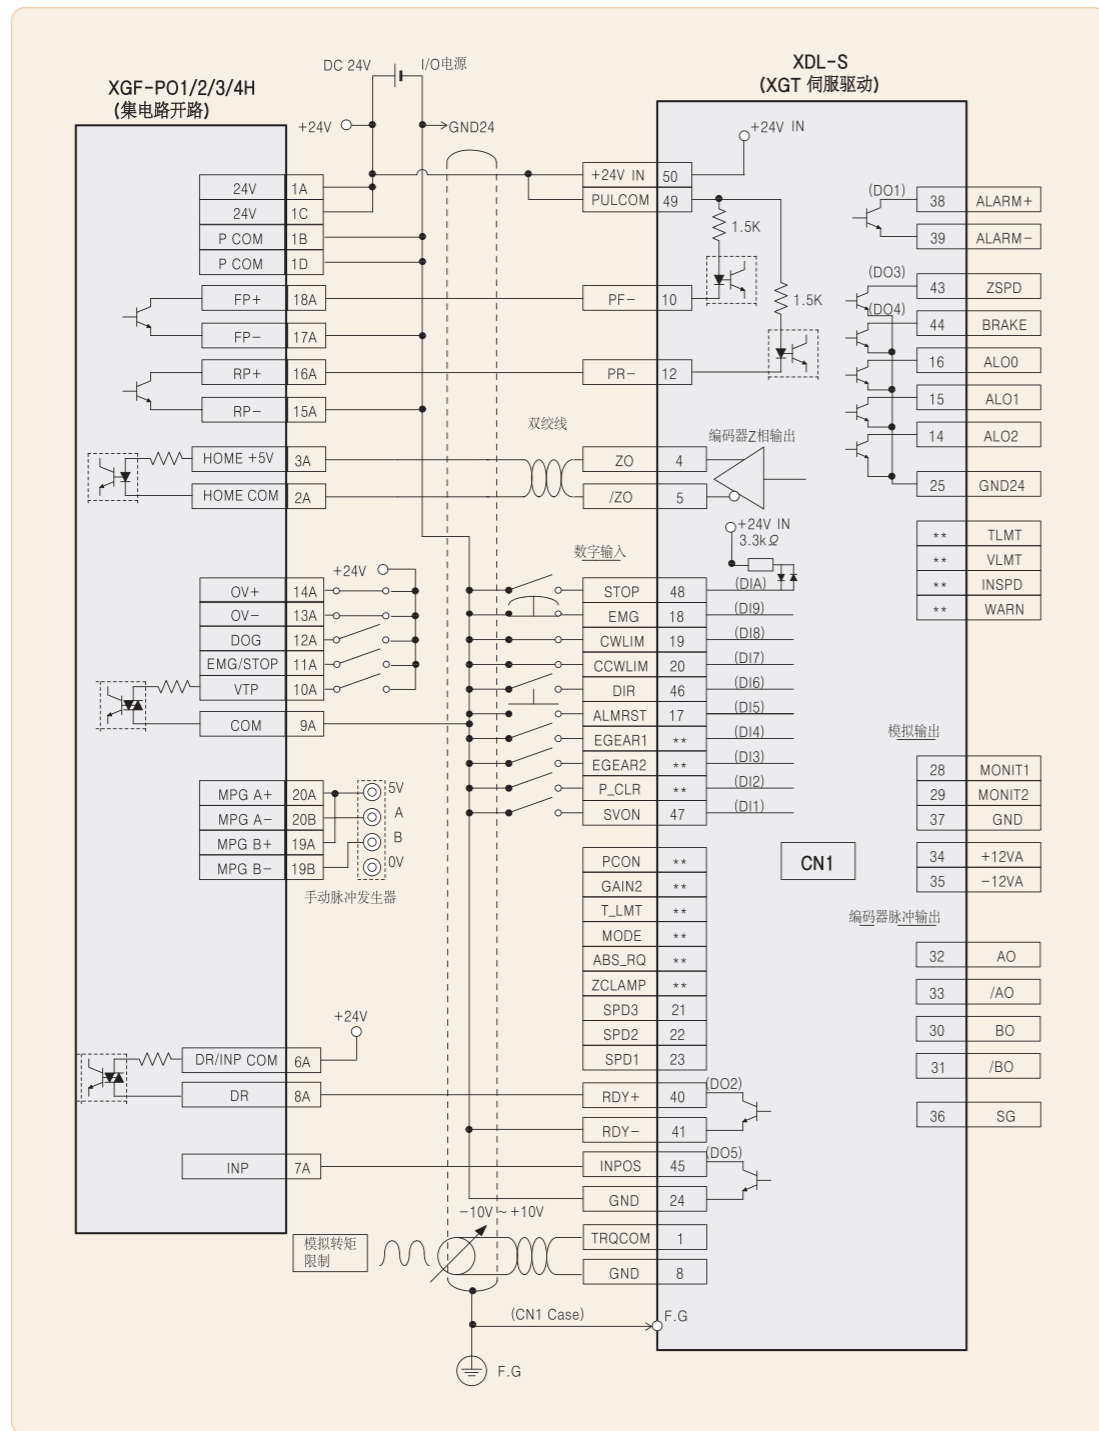 DC 24V
I/O电源
XGF-PO1/2/3/4H
(集电路开路)
XDL-S
(XGT 伺服驱动)
+24V
GND24
24V 1A
24V 1C
P COM 1B
P COM 1D
FP+ 18A
FP- 17A
RP+ 16A
RP- 15A
HOME +5V 3A
HOME COM 2A
+24V
OV+ 14A
OV- 13A
DOG 12A
EMG/STOP 11A
VTP 10A
COM 9A
MPG A+ 20A
MPG A- 20B
MPG B+ 19A
MPG B- 19B
5V
A
B
0V
手动脉冲发生器
+24V
DR/INP COM 6A
DR 8A
INP 7A
模拟转矩
限制
-10V ~ +10V
双绞线
数字输入
+24V IN
+24V IN 50
PULCOM 49
1.5K
1.5K
PF- 10
PR- 12
编码器Z相输出
ZO 4
/ZO 5
+24V IN
3.3kΩ
STOP 48 (DIA)
EMG 18 (DI9)
CWLIM 19 (DI8)
CCWLIM 20 (DI7)
DIR 46 (DI6)
ALMRST 17 (DI5)
EGEAR1 ** (DI4)
EGEAR2 ** (DI3)
P_CLR ** (DI2)
SVON 47 (DI1)
PCON **
GAIN2 **
T_LMT **
MODE **
ABS_RQ **
ZCLAMP **
SPD3 21
SPD2 22
SPD1 23
RDY+ 40 (DO2)
RDY- 41
INPOS 45 (DO5)
GND 24
TRQCOM 1
GND 8
(CN1 Case)
F.G
F.G
CN1
(DO1)
38 ALARM+
39 ALARM-
(DO3)
43 ZSPD
(DO4)
44 BRAKE
16 ALO0
15 ALO1
14 ALO2
25 GND24
** TLMT
** VLMT
** INSPD
** WARN
模拟输出
28 MONIT1
29 MONIT2
37 GND
34 +12VA
35 -12VA
编码器脉冲输出
32 AO
33 /AO
30 BO
31 /BO
36 SG